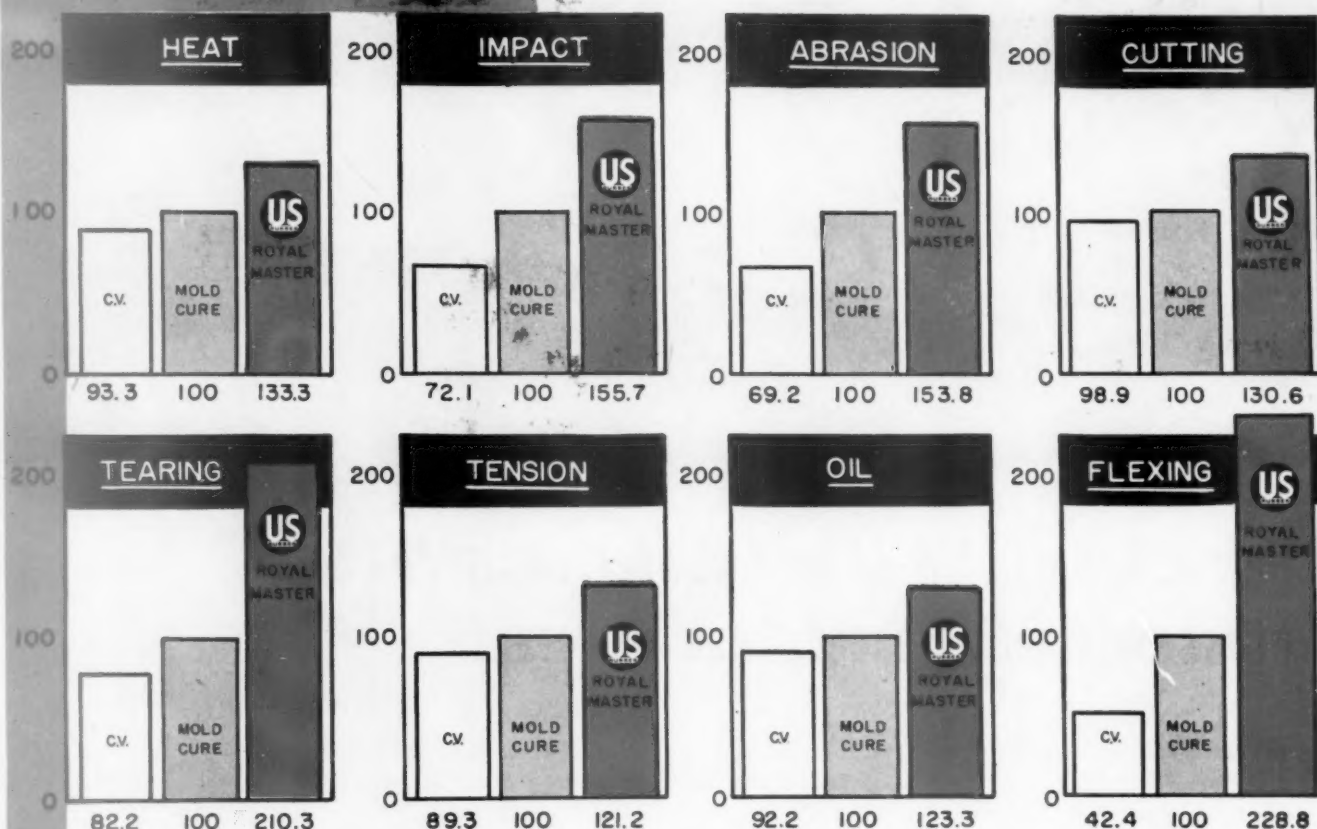 HEAT
200
100
0
C.V.
MOLD
CURE
US
ROYAL
MASTER
93.3 100 133.3
IMPACT
200
100
0
C.V.
MOLD
CURE
US
ROYAL
MASTER
72.1 100 155.7
ABRASION
200
100
0
C.V.
MOLD
CURE
US
ROYAL
MASTER
69.2 100 153.8
CUTTING
200
100
0
C.V.
MOLD
CURE
US
ROYAL
MASTER
98.9 100 130.6
TEARING
200
100
0
C.V.
MOLD
CURE
US
RUBBER
ROYAL
MASTER
82.2 100 210.3
TENSION
200
100
0
C.V.
MOLD
CURE
US
RUBBER
ROYAL
MASTER
89.3 100 121.2
OIL
200
100
0
C.V.
MOLD
CURE
US
RUBBER
ROYAL
MASTER
92.2 100 123.3
FLEXING
200
100
0
C.V.
MOLD
CURE
US
RUBBER
ROYAL
MASTER
42.4 100 228.8